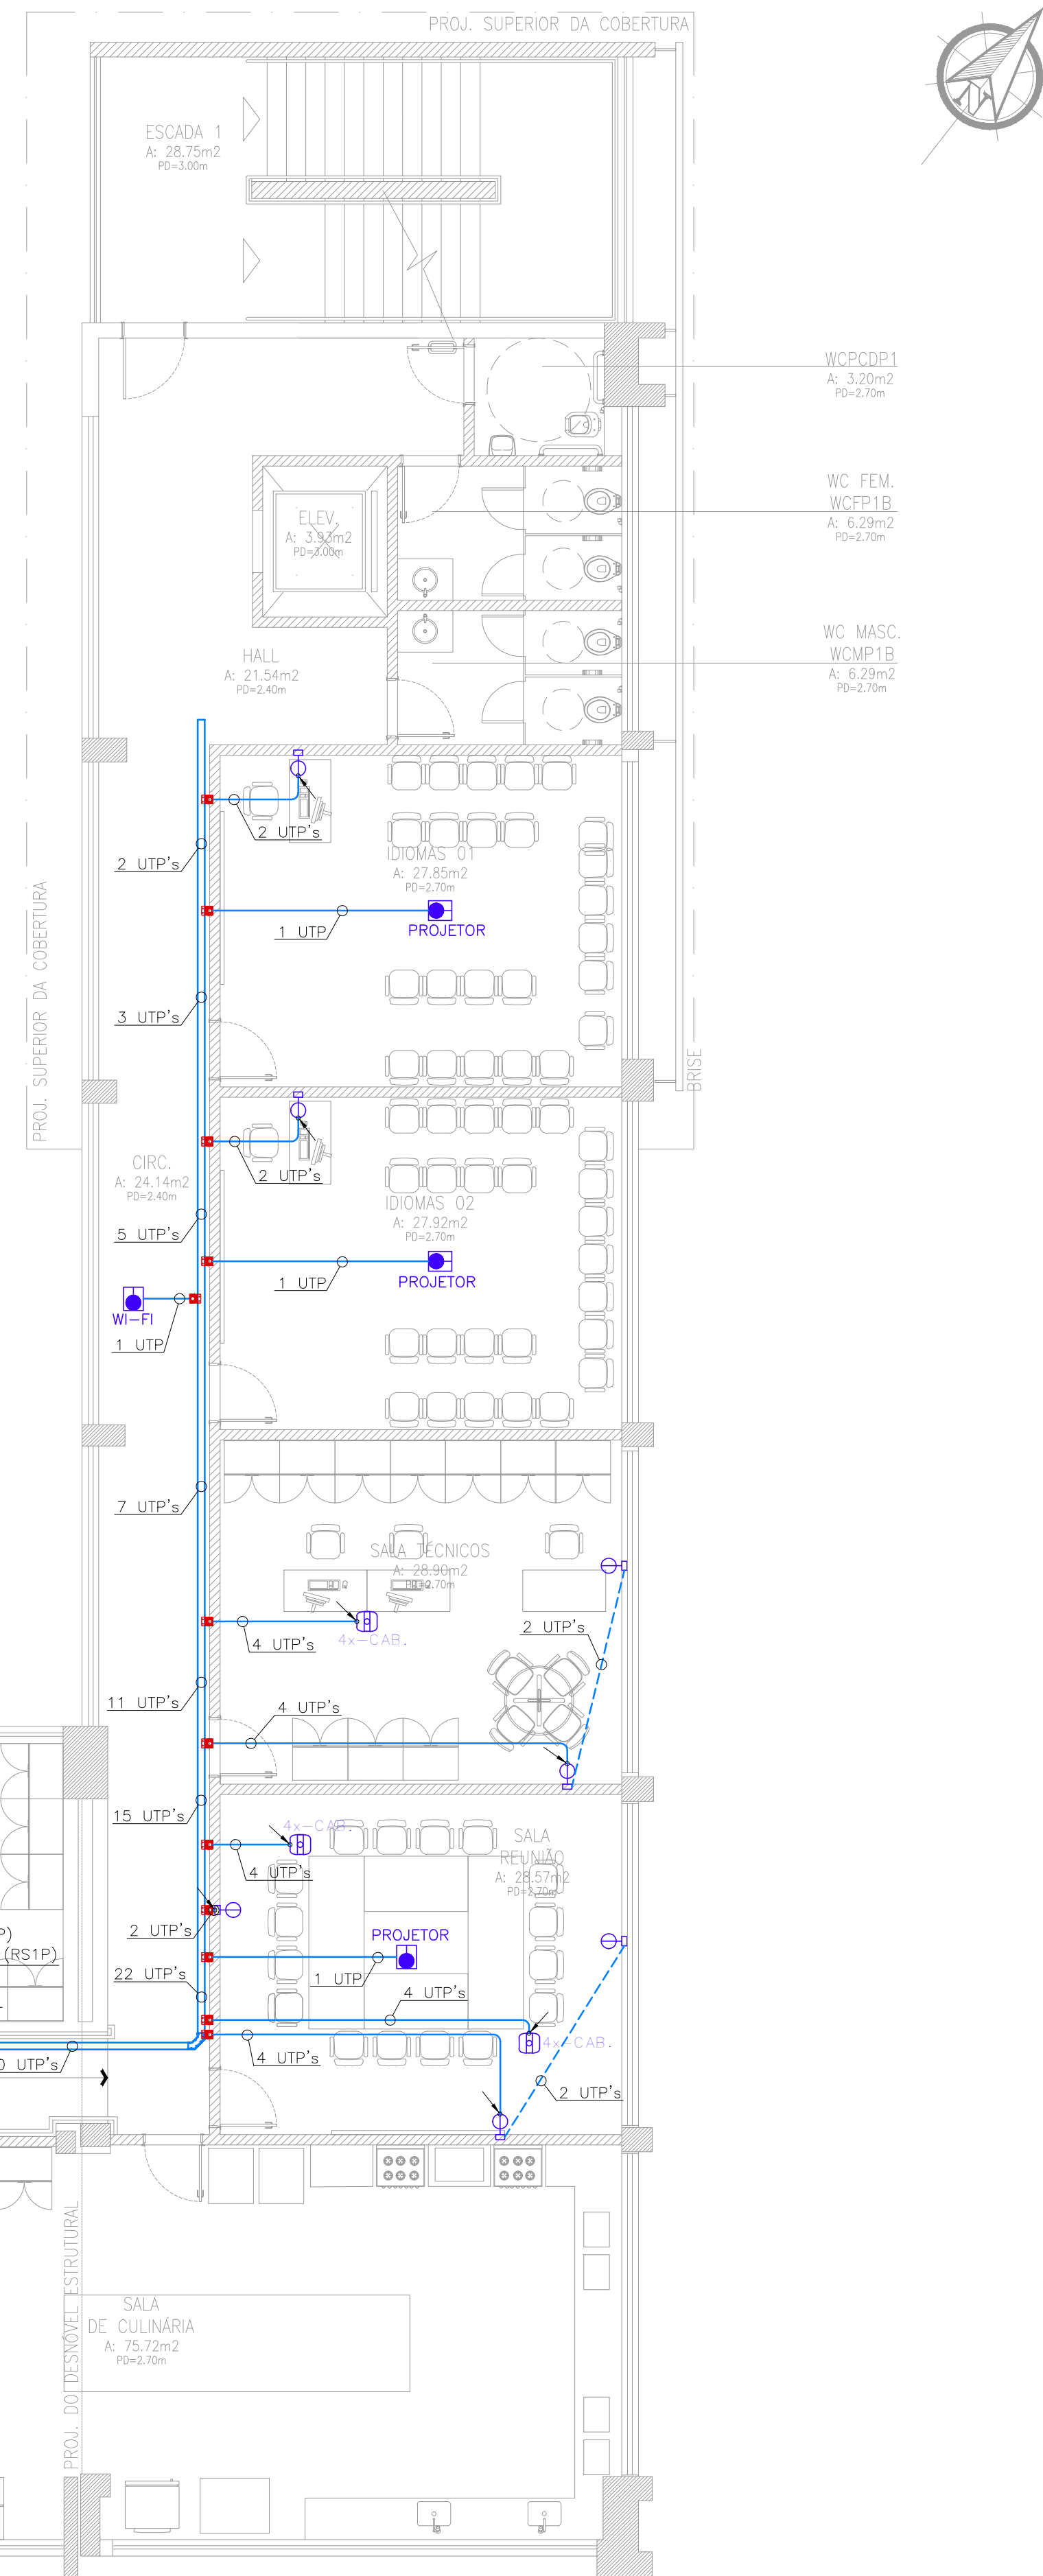 PROJ. SUPERIOR DA COBERTURA
N
ESCADA 1
A: 28.75m2
PD=3.00m
WCPCDP1
A: 3.20m2
PD=2.70m
WC FEM.
WCFP1B
A: 6.29m2
PD=2.70m
ELEV.
A: 3.93m2
PD=3.00m
WC MASC.
WCMP1B
A: 6.29m2
PD=2.70m
HALL
A: 21.54m2
PD=2.40m
2 UTP's
2 UTP's
IDIOMAS 01
A: 27.85m2
PD=2.70m
PROJ. SUPERIOR DA COBERTURA
1 UTP
PROJETOR
3 UTP's
BRISE
CIRC.
A: 24.14m2
PD=2.40m
2 UTP's
IDIOMAS 02
A: 27.92m2
PD=2.70m
5 UTP's
1 UTP
PROJETOR
WI-FI
1 UTP
7 UTP's
SALA TÉCNICOS
A: 28.90m2
PD=2.70m
2 UTP's
4 UTP's
4x-CAB.
11 UTP's
4 UTP's
15 UTP's
4x-CAB.
SALA
REUNIÃO
A: 28.57m2
PD=2.70m
4 UTP's
2 UTP's
P)
PROJETOR
(RS1P)
22 UTP's
1 UTP
4 UTP's
4 UTP's
4x-CAB.
0 UTP's
2 UTP's
PROJ. DO DESNÓVEL ESTRUTURAL
SALA
DE CULINÁRIA
A: 75.72m2
PD=2.70m